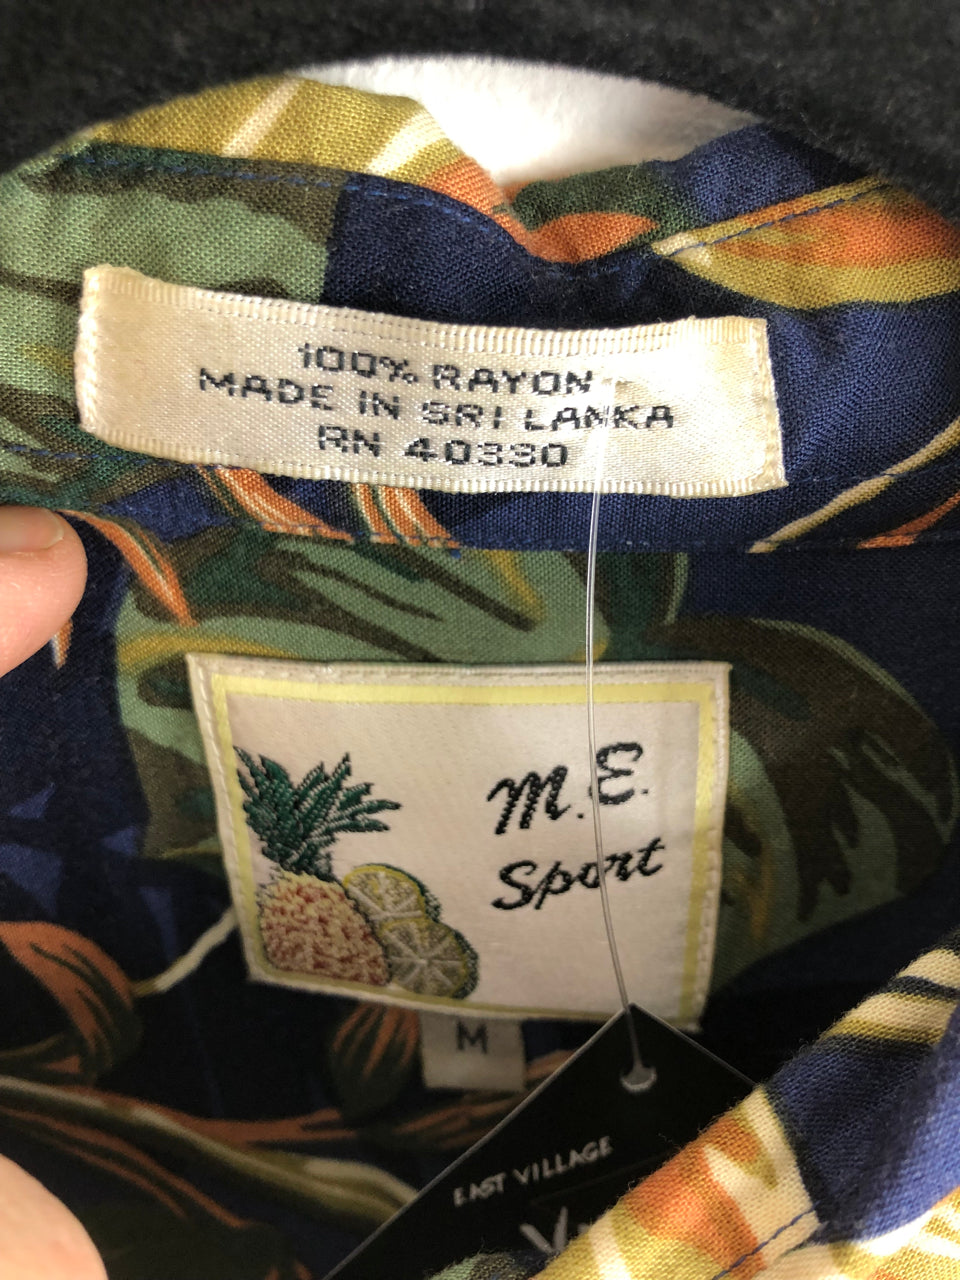 100% RAYON
MADE IN SRI LANKA
RN 40330
M.E.
Sport
M
EAST VILLAGE